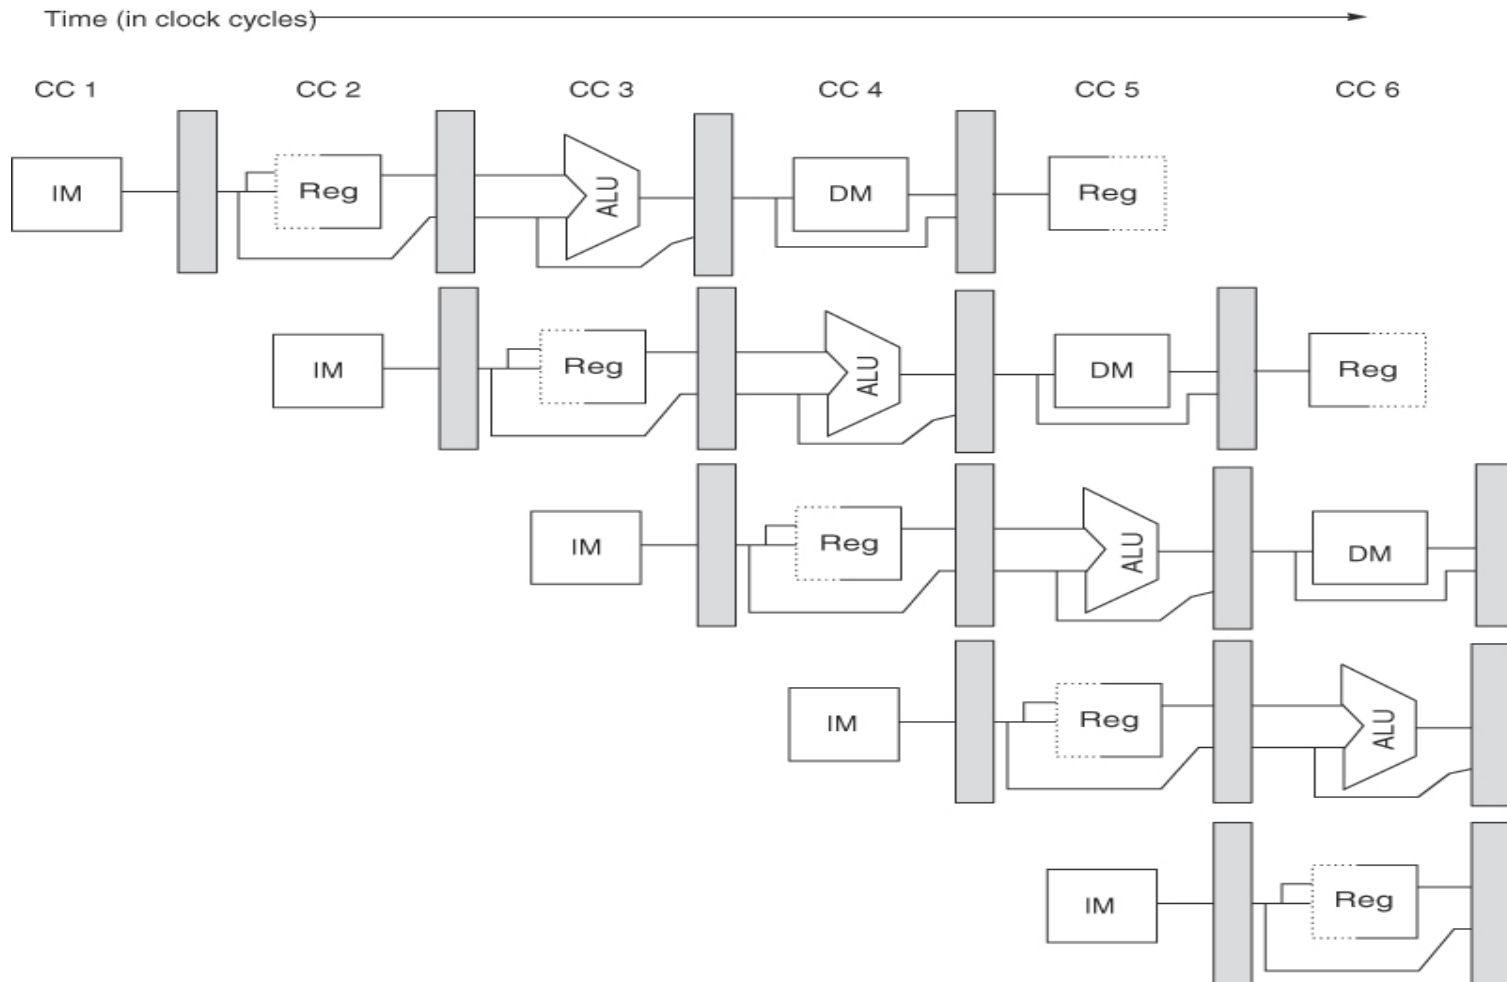 Time (in clock cycles)
CC 1 CC 2 CC 3 CC 4 CC 5 CC 6
IM Reg ALU DM Reg
IM Reg ALU DM Reg
IM Reg ALU DM
IM Reg ALU
IM Reg